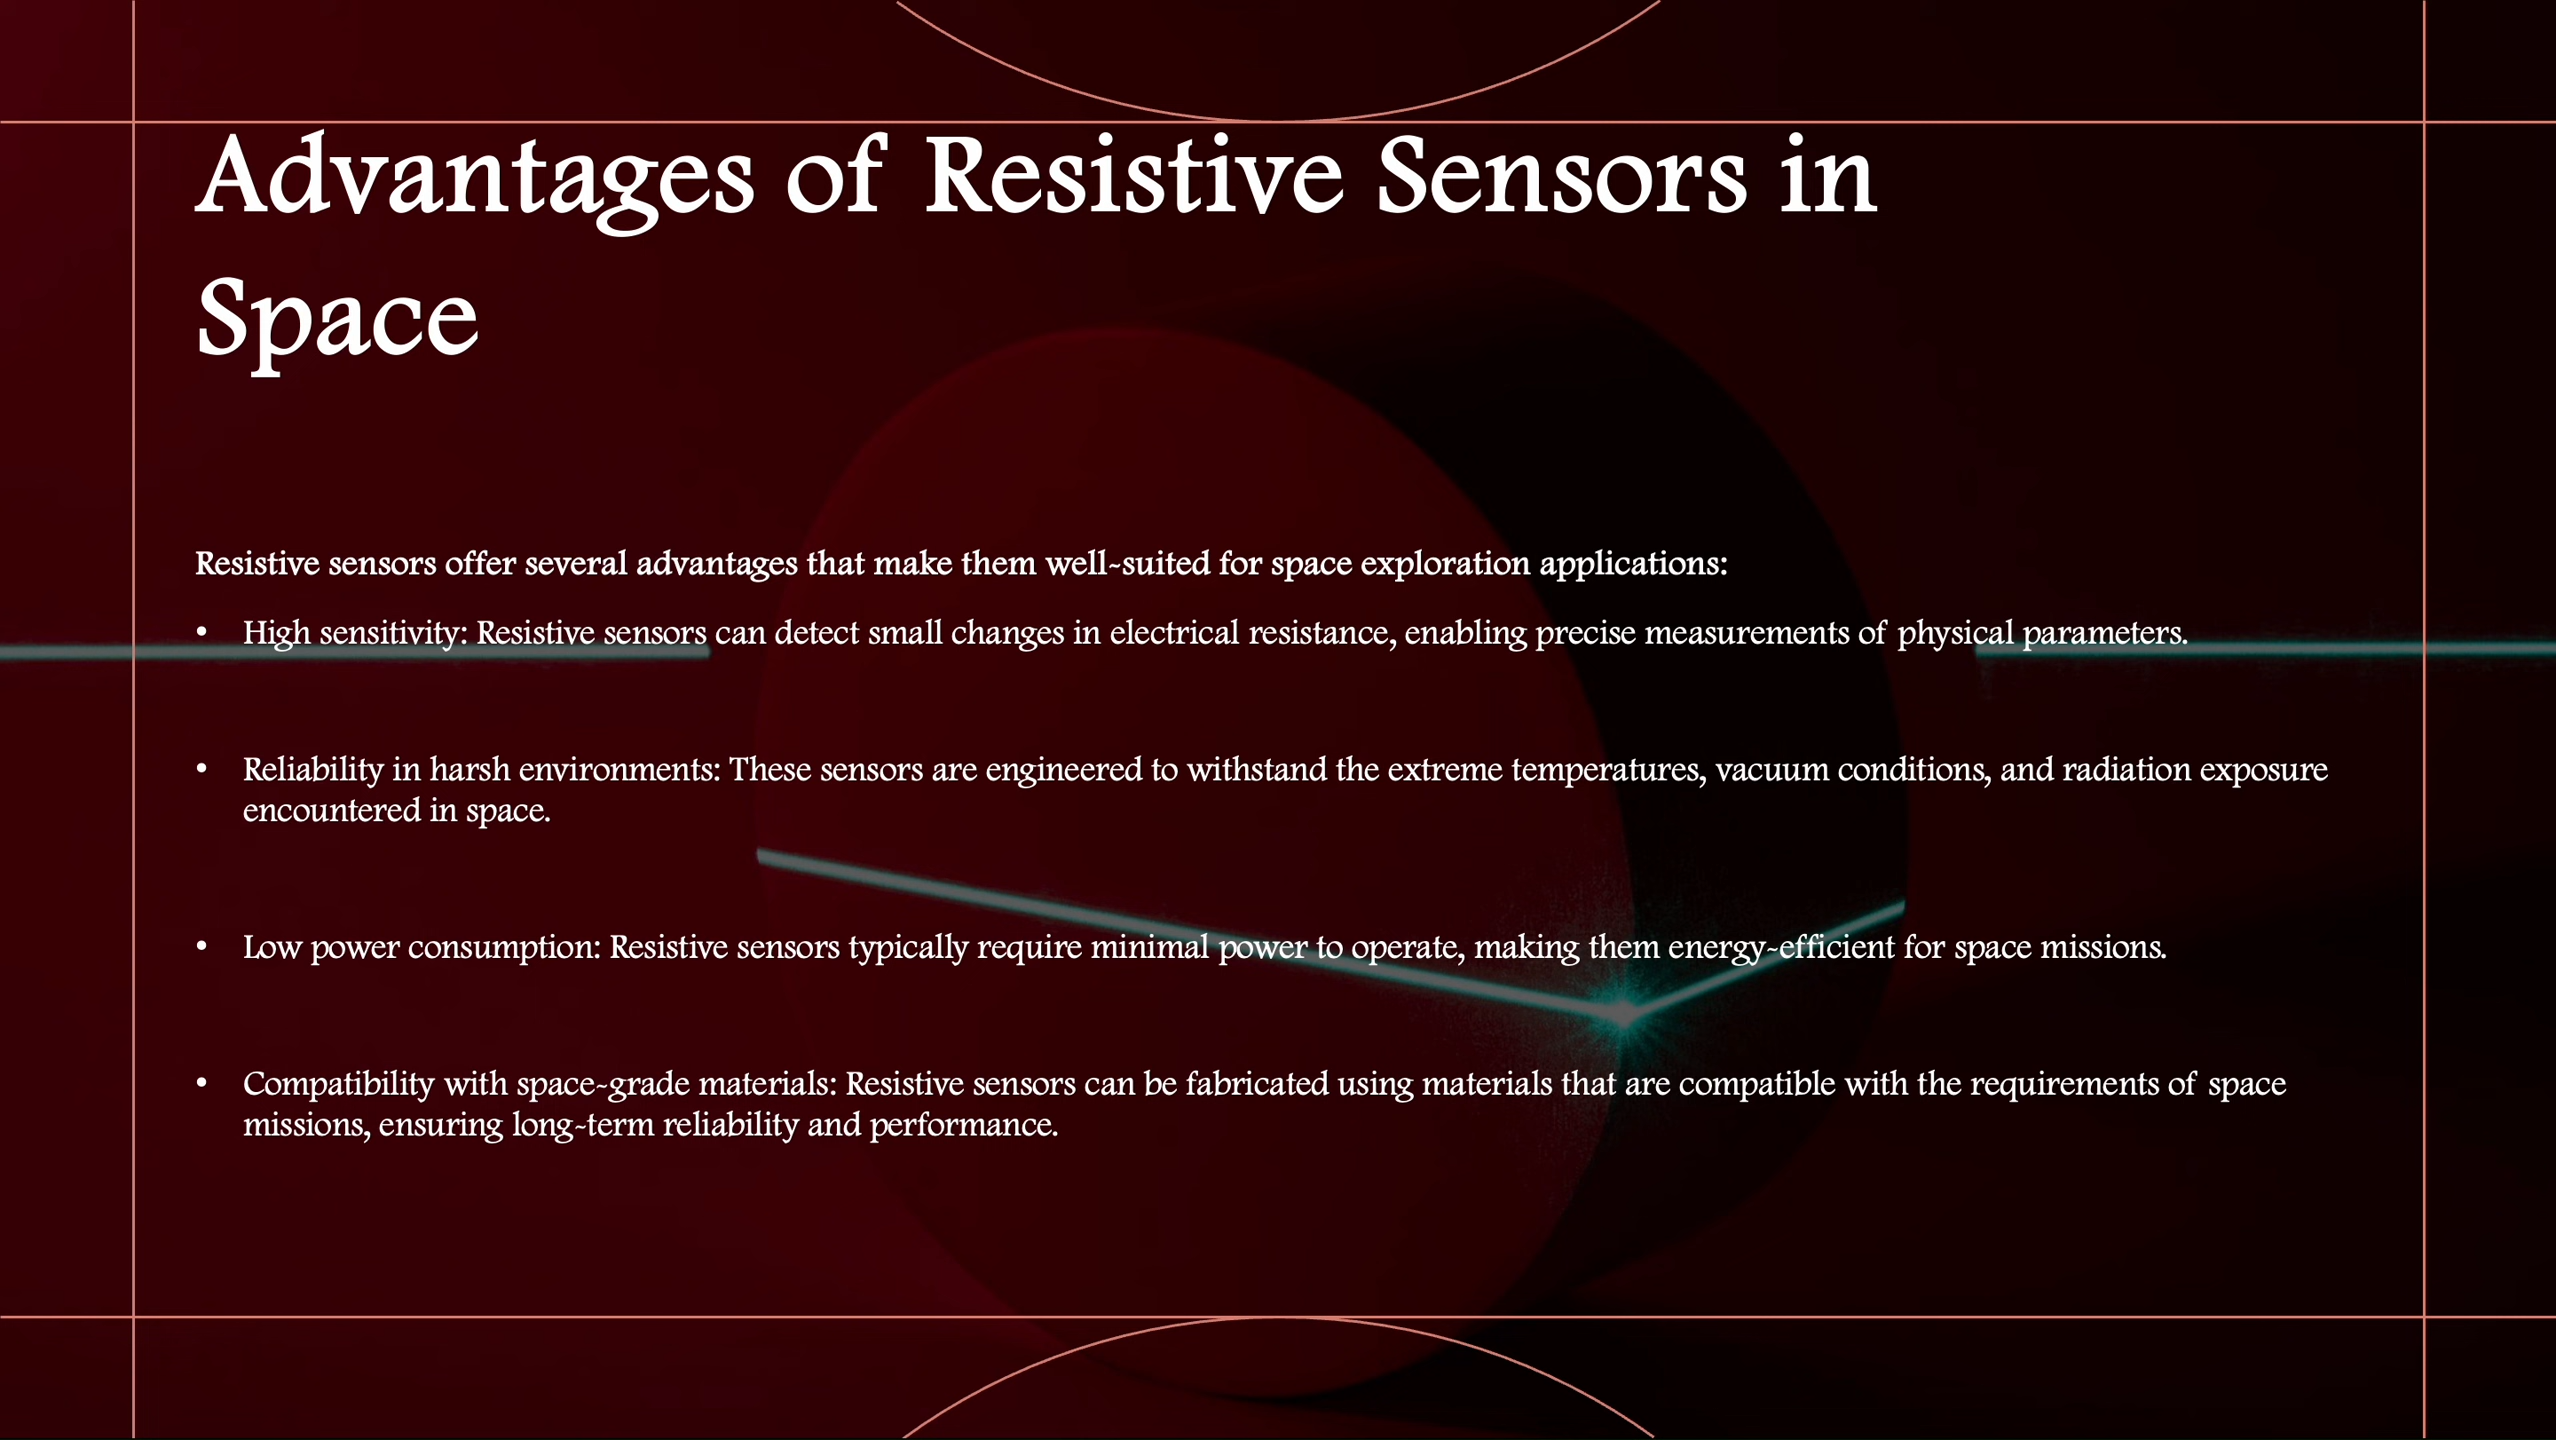 Advantages of Resistive Sensors in
Space
Resistive sensors offer several advantages that make them well-suited for space exploration applications:
• High sensitivity: Resistive sensors can detect small changes in electrical resistance, enabling precise measurements of physical parameters.
• Reliability in harsh environments: These sensors are engineered to withstand the extreme temperatures, vacuum conditions, and radiation exposure
encountered in space.
• Low power consumption: Resistive sensors typically require minimal power to operate, making them energy-efficient for space missions.
• Compatibility with space-grade materials: Resistive sensors can be fabricated using materials that are compatible with the requirements of space
missions, ensuring long-term reliability and performance.